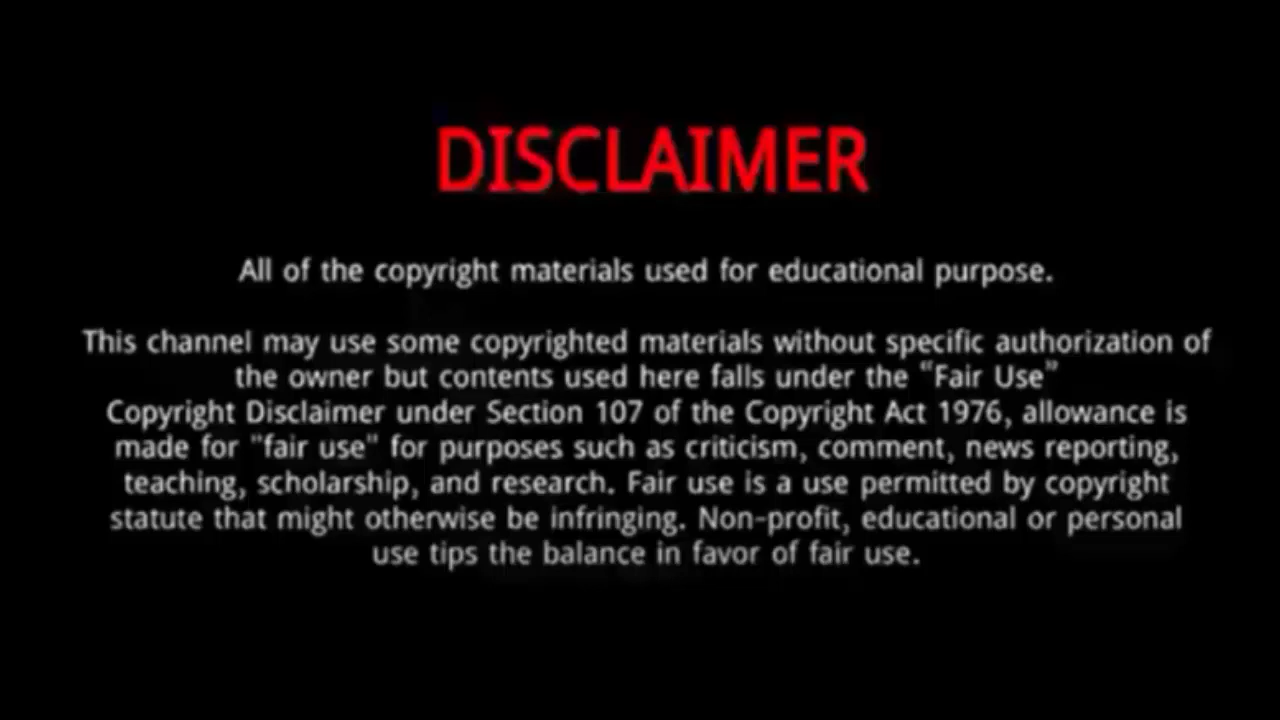 DISCLAIMER
All of the copyright materials used for educational purpose.
This channel may use some copyrighted materials without specific authorization of
the owner but contents used here falls under the “Fair Use”
Copyright Disclaimer under Section 107 of the Copyright Act 1976, allowance is
made for "fair use" for purposes such as criticism, comment, news reporting,
teaching, scholarship, and research. Fair use is a use permitted by copyright
statute that might otherwise be infringing. Non-profit, educational or personal
use tips the balance in favor of fair use.